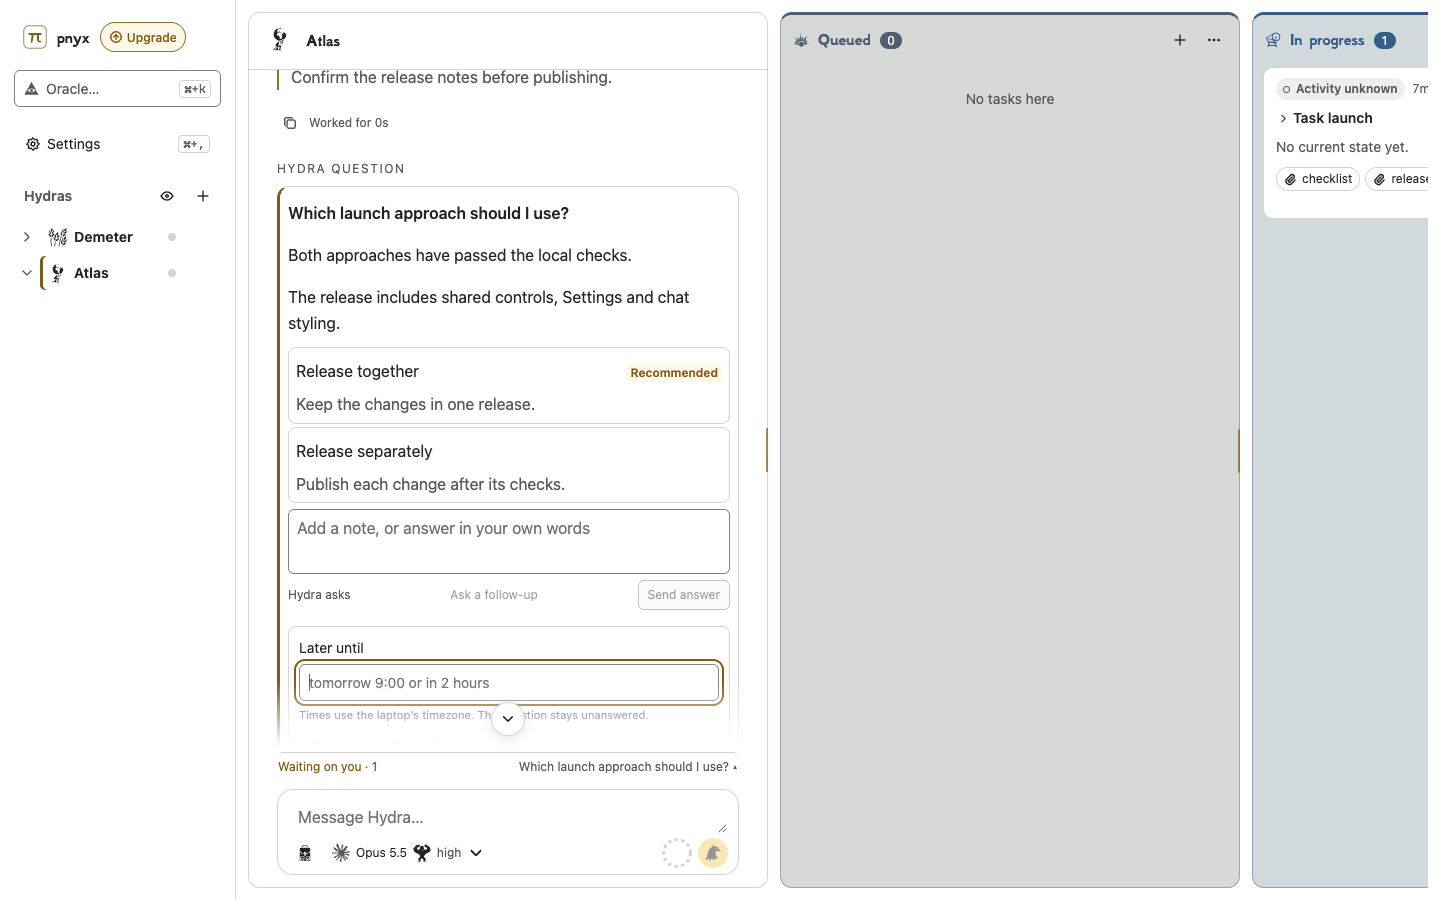 pnyx
Upgrade
Oracle...
⌘+K
Settings
⌘+,
Hydras
Demeter
Atlas
Atlas
Confirm the release notes before publishing.
Worked for 0s
HYDRA QUESTION
Which launch approach should I use?
Both approaches have passed the local checks.
The release includes shared controls, Settings and chat
styling.
Release together
Recommended
Keep the changes in one release.
Release separately
Publish each change after its checks.
Add a note, or answer in your own words
Hydra asks
Ask a follow-up
Send answer
Later until
tomorrow 9:00 or in 2 hours
Times use the laptop's timezone. stays unanswered.
Waiting on you · 1
Which launch approach should I use?
Message Hydra...
Opus 5.5
high
Queued 0
No tasks here
In progress 1
Activity unknown
7m
Task launch
No current state yet.
checklist
release